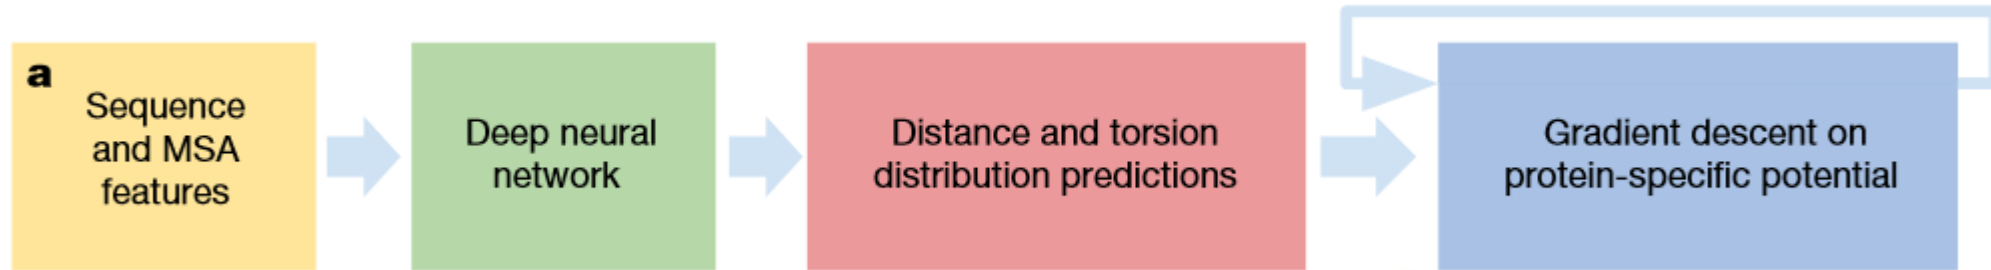 a
Sequence
and MSA
features
Deep neural
network
Distance and torsion
distribution predictions
Gradient descent on
protein-specific potential